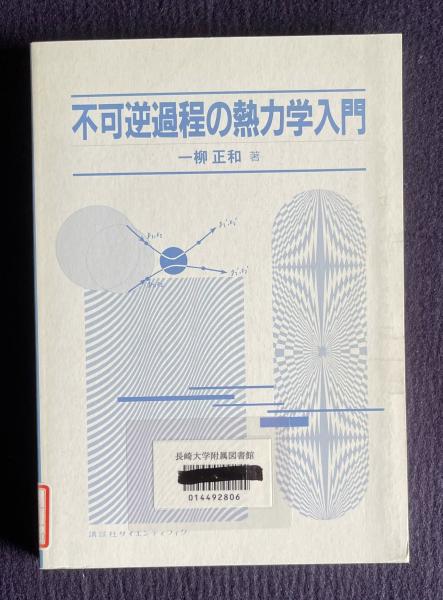 不可逆過程の熱力学入門
一柳 正和 著
長崎大学附属図書館
014492806
講談社サイエンティフィク